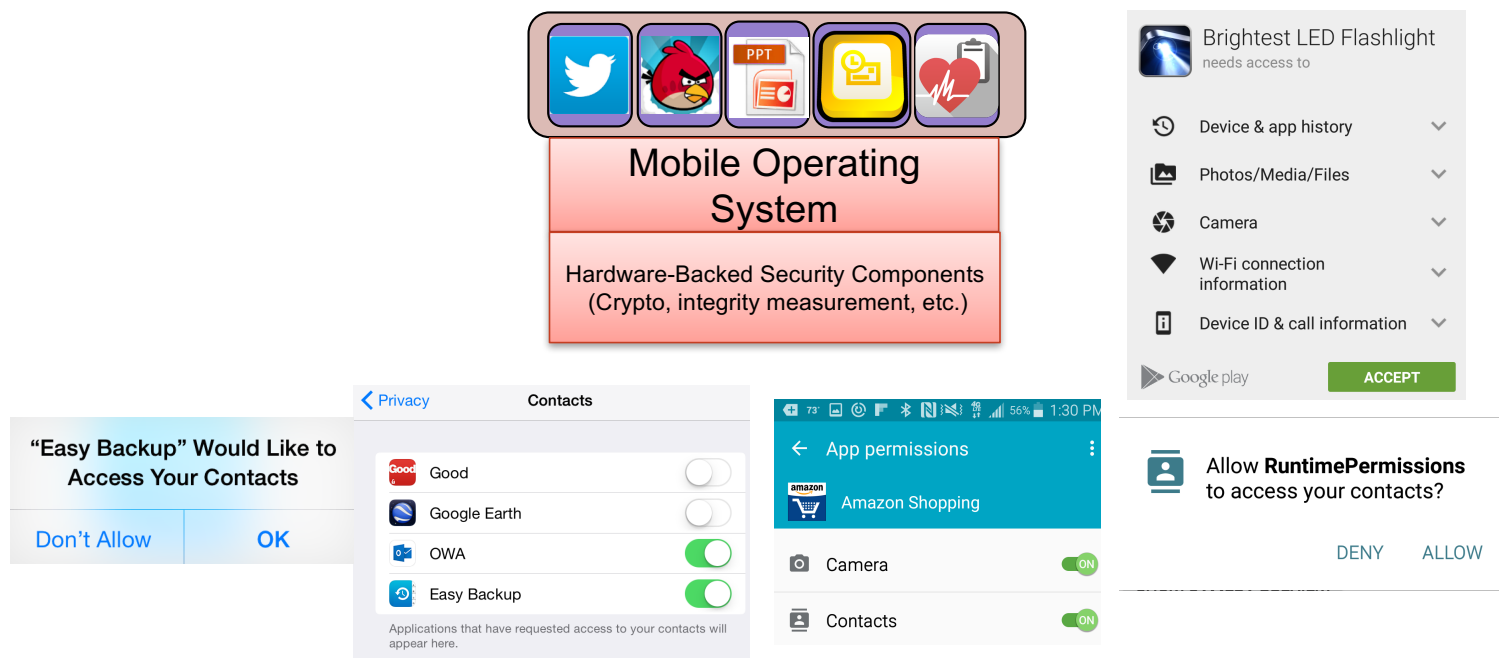 PPT
Mobile Operating
System
Hardware-Backed Security Components
(Crypto, integrity measurement, etc.)
Brightest LED Flashlight
needs access to
Device & app history
Photos/Media/Files
Camera
Wi-Fi connection
information
Device ID & call information
Google play
ACCEPT
“Easy Backup” Would Like to
Access Your Contacts
Don’t Allow
OK
Privacy
Contacts
Good
Good
Google Earth
OWA
Easy Backup
Applications that have requested access to your contacts will
appear here.
73°
4G
LTE
56%
1:30 PM
App permissions
amazon
Amazon Shopping
Camera
ON
Contacts
ON
Allow RuntimePermissions
to access your contacts?
DENY
ALLOW